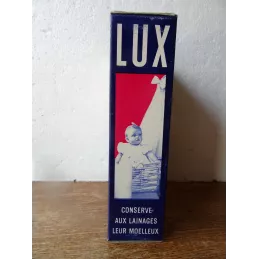 LUX
CONSERVE
AUX LAINAGES
LEUR MOELLEUX